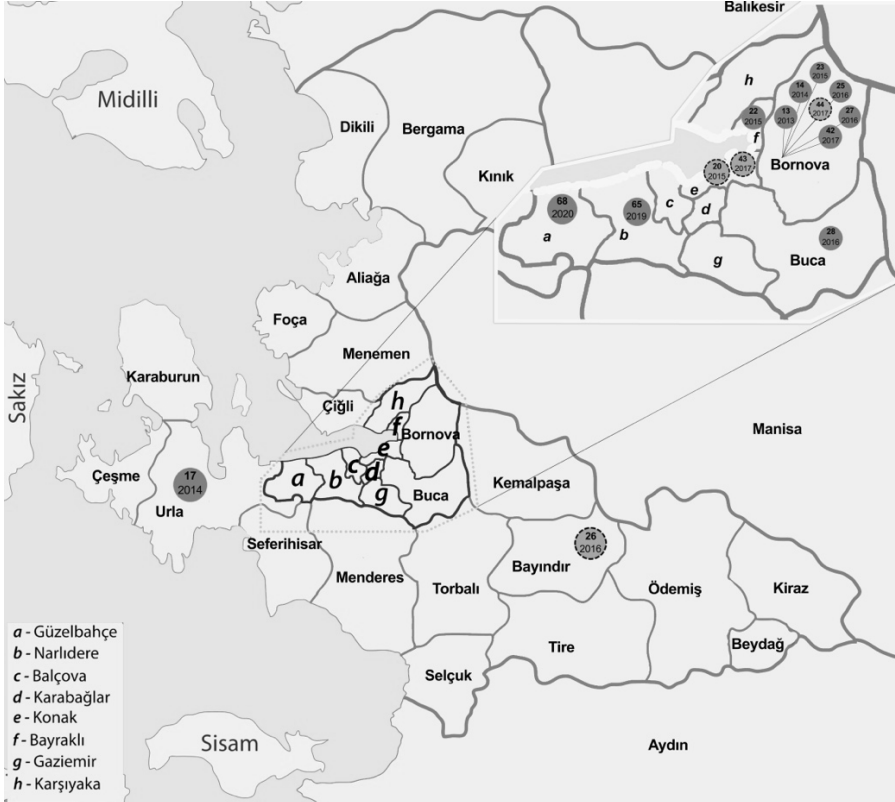 Balıkesir
Midilli
Dikili
Bergama
Kınık
h
23
2015
14
2014
25
2016
44
2017
22
2015
13
2013
27
2016
f
42
2017
Bornova
20
2015
43
2017
e
68
2020
65
2019
c
d
a
b
28
2016
g
Buca
Aliağa
Foça
Menemen
Karaburun
Sakız
Çiğli
h
f
Bornova
e
Manisa
Çeşme
17
2014
Urla
a
b
c
d
g
Buca
Kemalpaşa
Seferihisar
Menderes
Torbalı
26
2016
Bayındır
Ödemiş
Kiraz
Tire
Beydağ
Selçuk
Sisam
Aydın
a - Güzelbahçe
b - Narlıdere
c - Balçova
d - Karabağlar
e - Konak
f - Bayraklı
g - Gaziemir
h - Karşıyaka